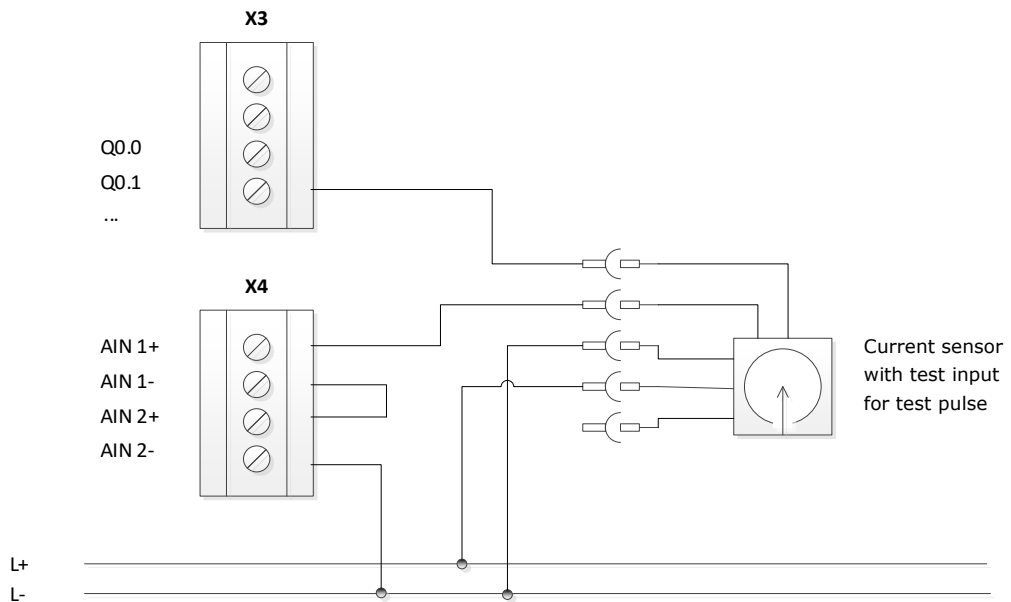 X3
Q0.0
Q0.1
...
X4
AIN 1+
AIN 1-
AIN 2+
AIN 2-
Current sensor
with test input
for test pulse
L+
L-